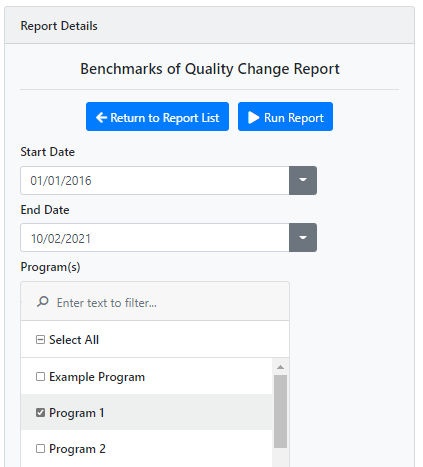 Report Details
Benchmarks of Quality Change Report
Return to Report List
Run Report
Start Date
01/01/2016
End Date
10/02/2021
Program(s)
Enter text to filter...
Select All
Example Program
Program 1
Program 2